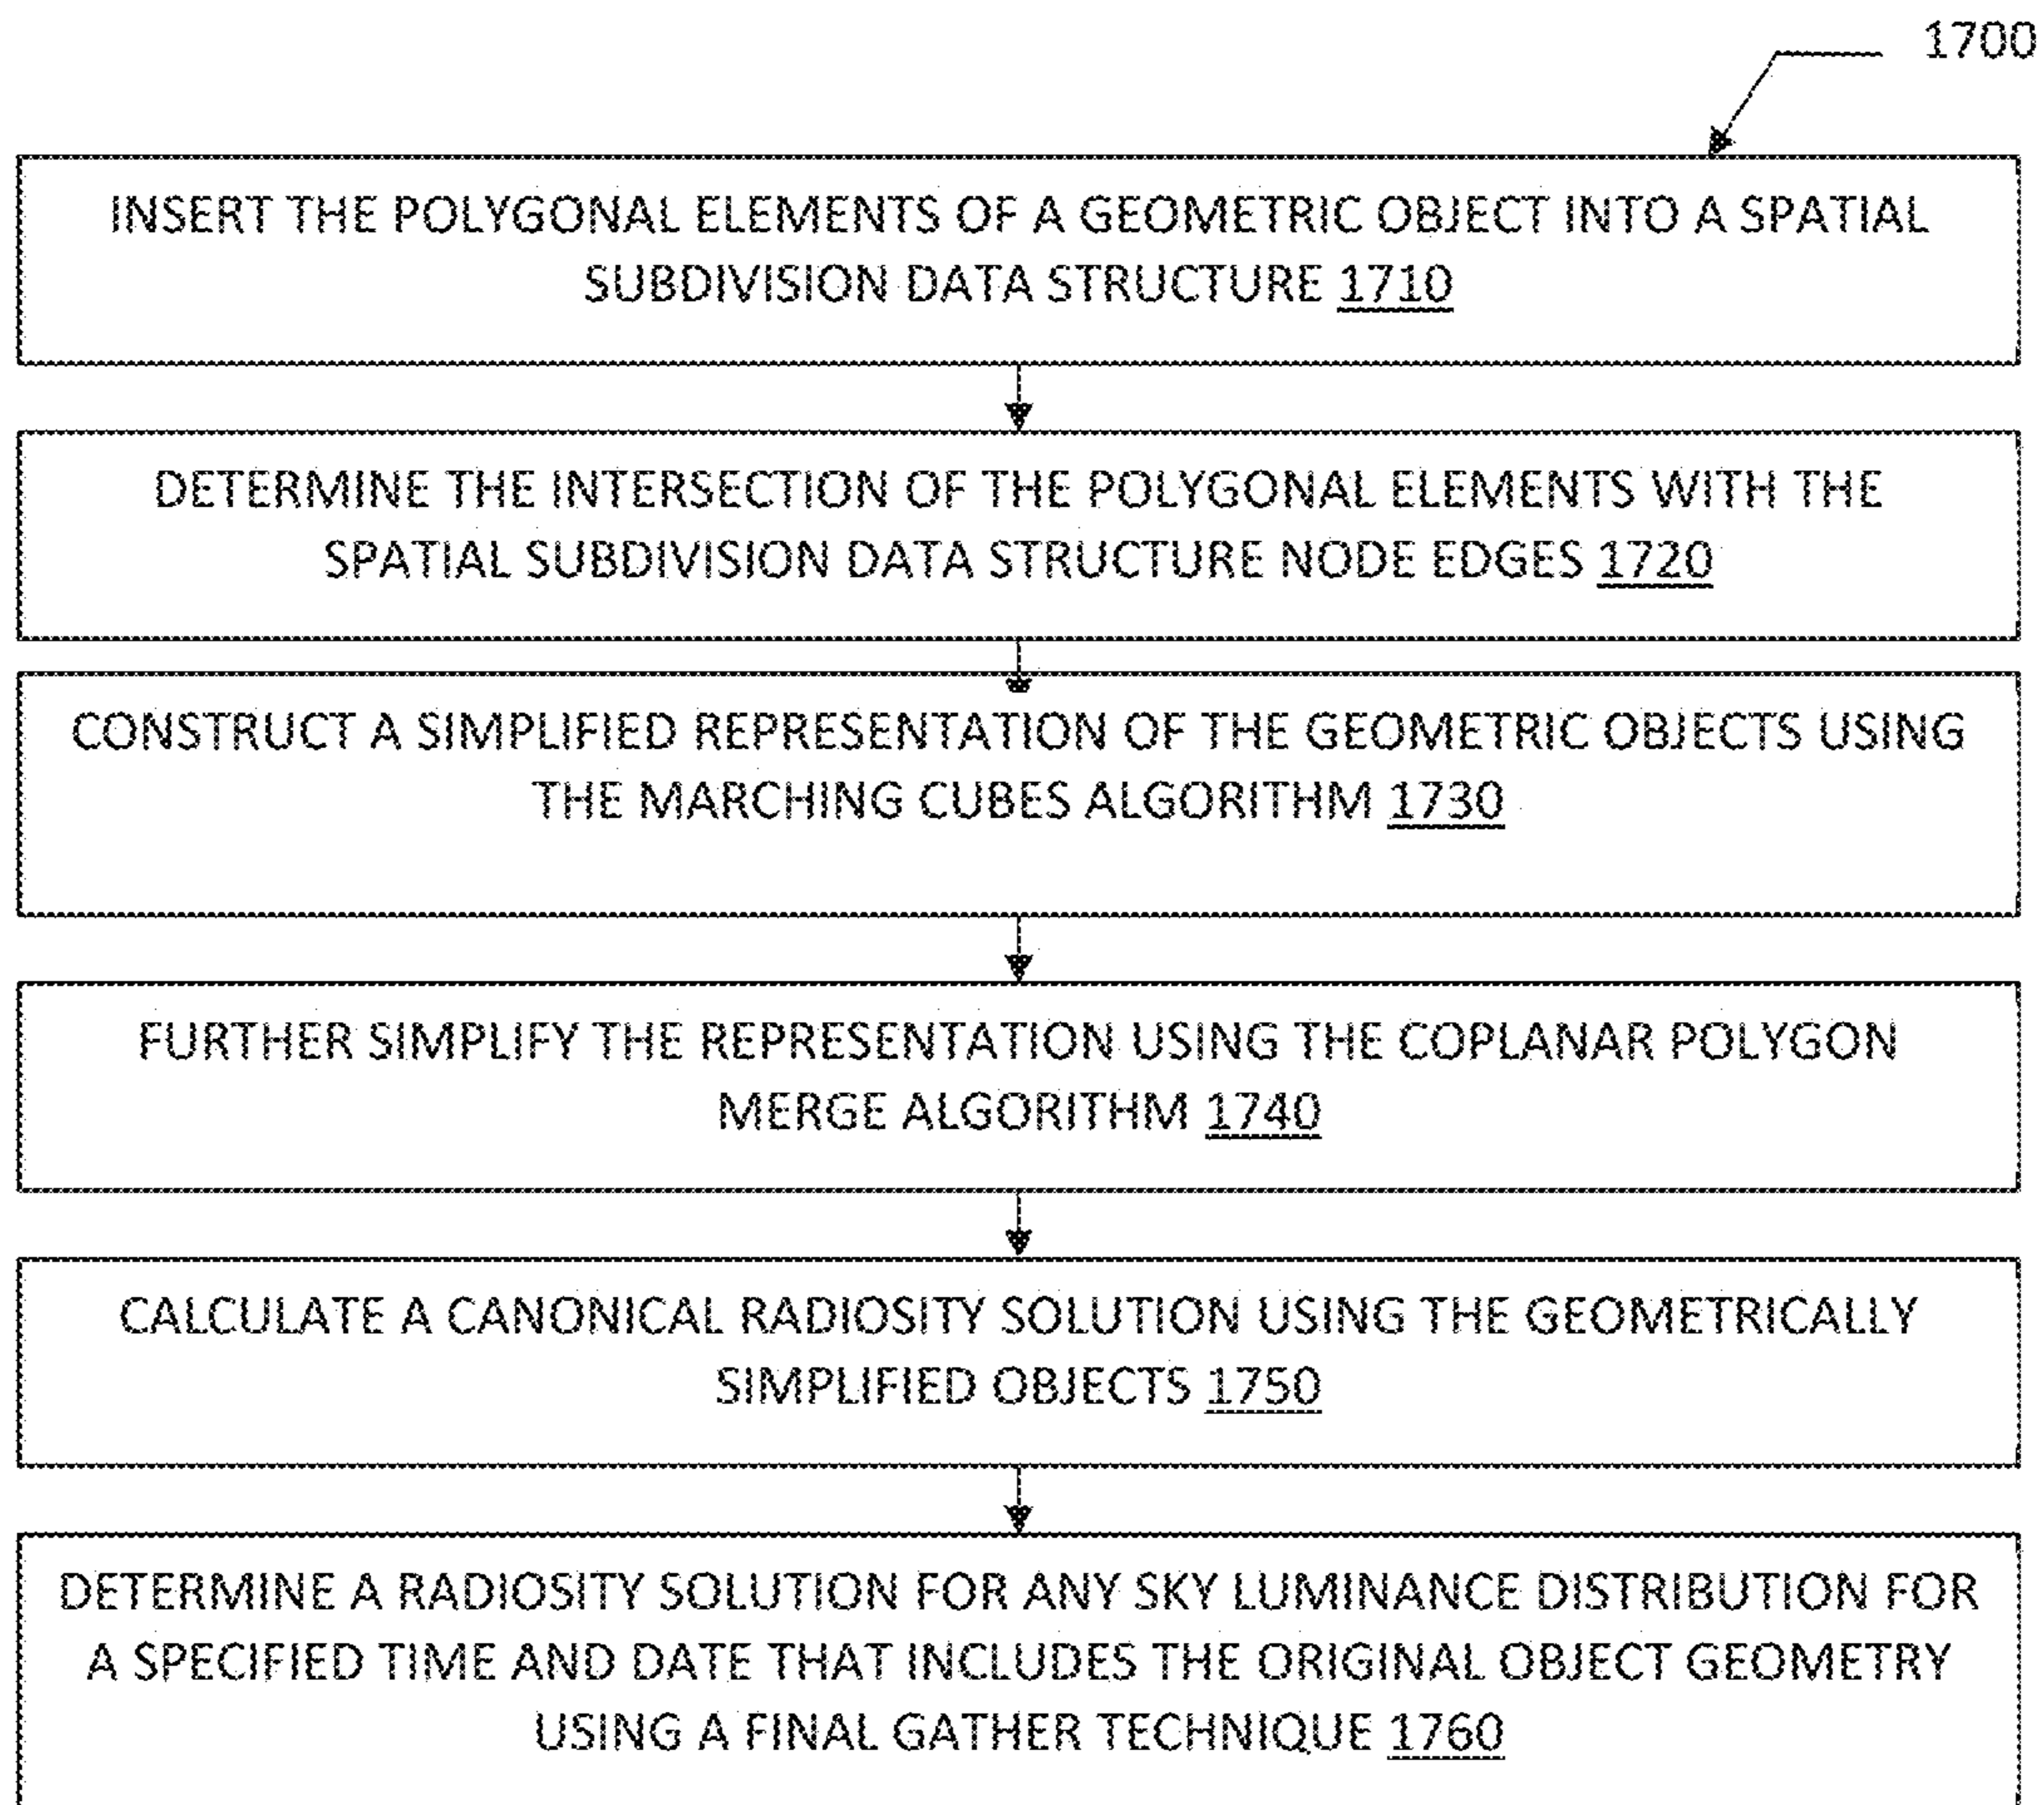 1700
INSERT THE POLYGONAL ELEMENTS OF A GEOMETRIC OBJECT INTO A SPATIAL
SUBDIVISION DATA STRUCTURE 1710
DETERMINE THE INTERSECTION OF THE POLYGONAL ELEMENTS WITH THE
SPATIAL SUBDIVISION DATA STRUCTURE NODE EDGES 1720
CONSTRUCT A SIMPLIFIED REPRESENTATION OF THE GEOMETRIC OBJECTS USING
THE MARCHING CUBES ALGORITHM 1730
FURTHER SIMPLIFY THE REPRESENTATION USING THE COPLANAR POLYGON
MERGE ALGORITHM 1740
CALCULATE A CANONICAL RADIOSITY SOLUTION USING THE GEOMETRICALLY
SIMPLIFIED OBJECTS 1750
DETERMINE A RADIOSITY SOLUTION FOR ANY SKY LUMINANCE DISTRIBUTION FOR
A SPECIFIED TIME AND DATE THAT INCLUDES THE ORIGINAL OBJECT GEOMETRY
USING A FINAL GATHER TECHNIQUE 1760